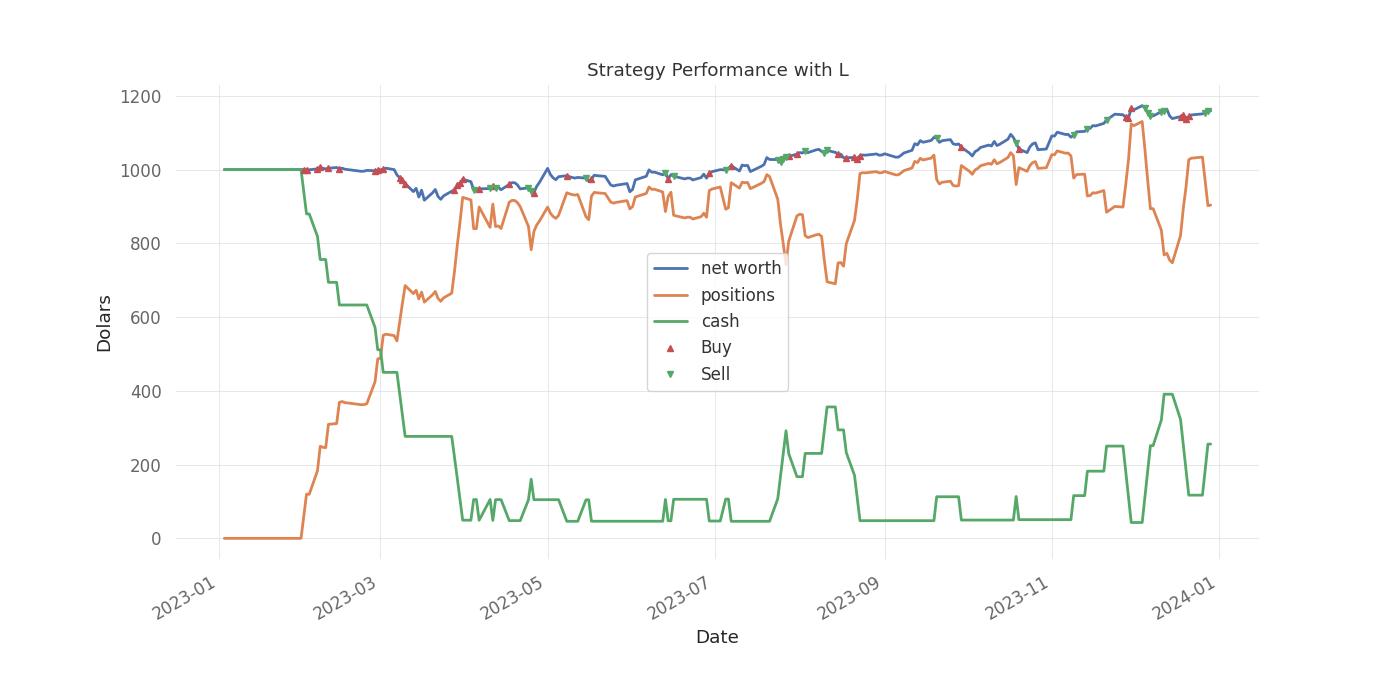 Strategy Performance with L
1200
1000
800
600
400
200
0
Dolars
net worth
positions
cash
Buy
Sell
2023-01
2023-03
2023-05
2023-07
2023-09
2023-11
2024-01
Date